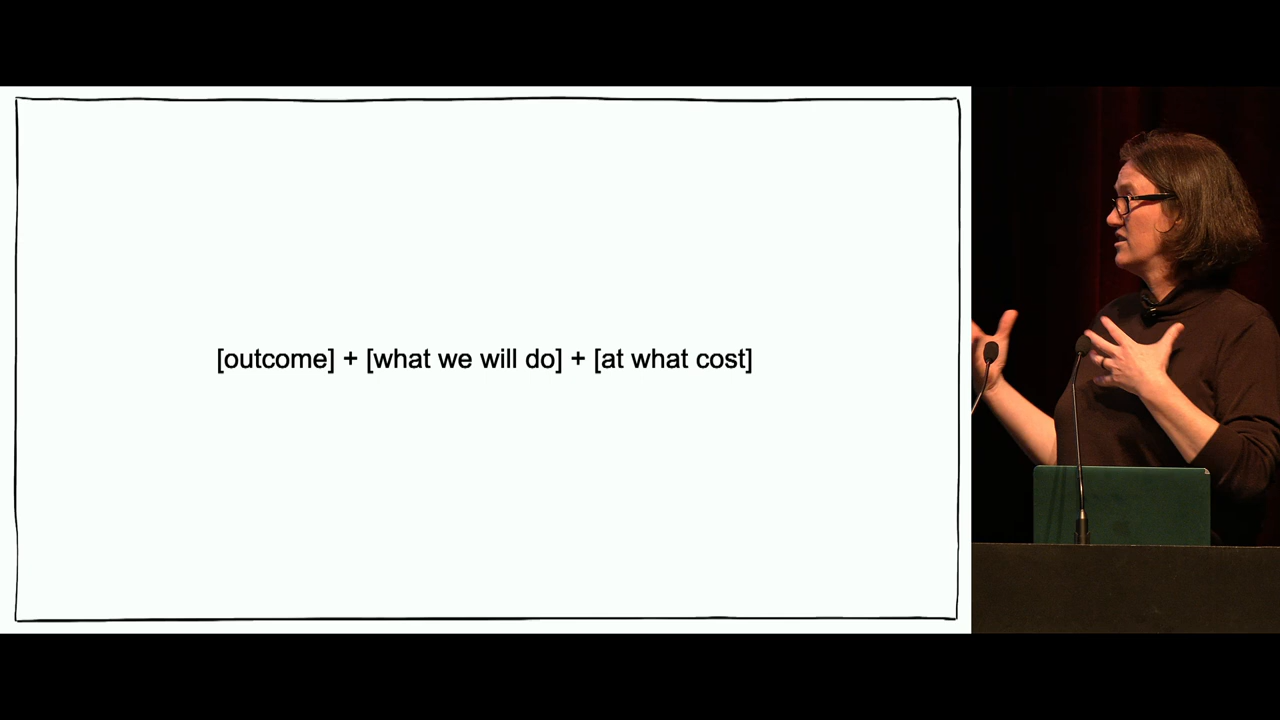 [outcome] + [what we will do] + [at what cost]